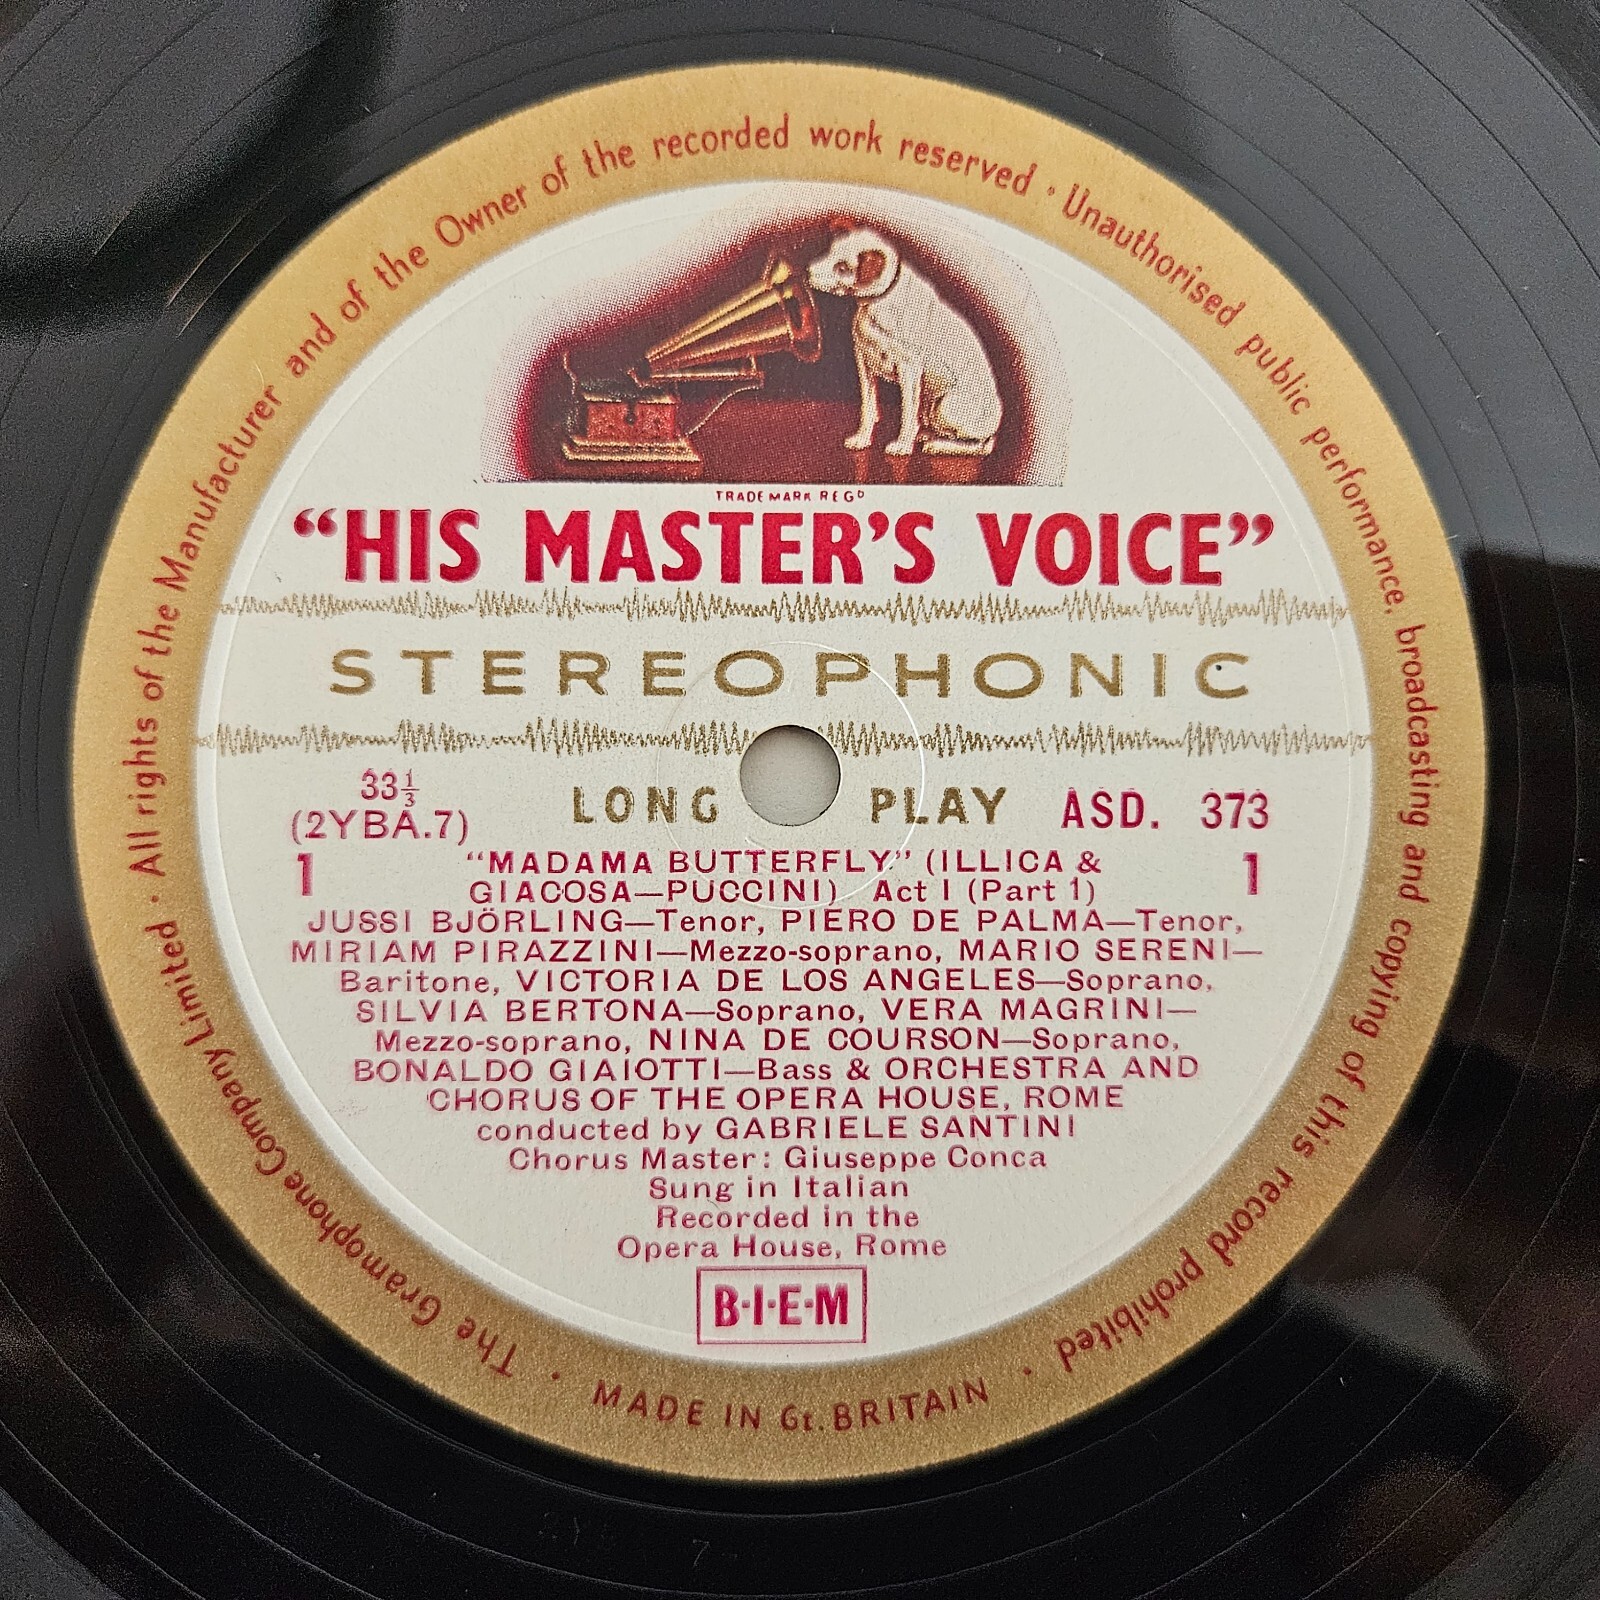 The Gramophone Company Limited · All rights of the Manufacturer and of the Owner of the recorded work reserved · Unauthorised public performance, broadcasting and copying of this record prohibited ·
TRADE MARK REGD
“HIS MASTER’S VOICE”
STEREOPHONIC
33⅓ LONG PLAY ASD. 373
(2YBA.7)
1 “MADAMA BUTTERFLY” (ILLICA & 1
GIACOSA—PUCCINI) Act I (Part 1)
JUSSI BJÖRLING—Tenor, PIERO DE PALMA—Tenor,
MIRIAM PIRAZZINI—Mezzo-soprano, MARIO SERENI—
Baritone, VICTORIA DE LOS ANGELES—Soprano,
SILVIA BERTONA—Soprano, VERA MAGRINI—
Mezzo-soprano, NINA DE COURSON—Soprano,
BONALDO GIAIOTTI—Bass & ORCHESTRA AND
CHORUS OF THE OPERA HOUSE, ROME
conducted by GABRIELE SANTINI
Chorus Master: Giuseppe Conca
Sung in Italian
Recorded in the
Opera House, Rome
B·I·E·M
MADE IN Gt. BRITAIN
7